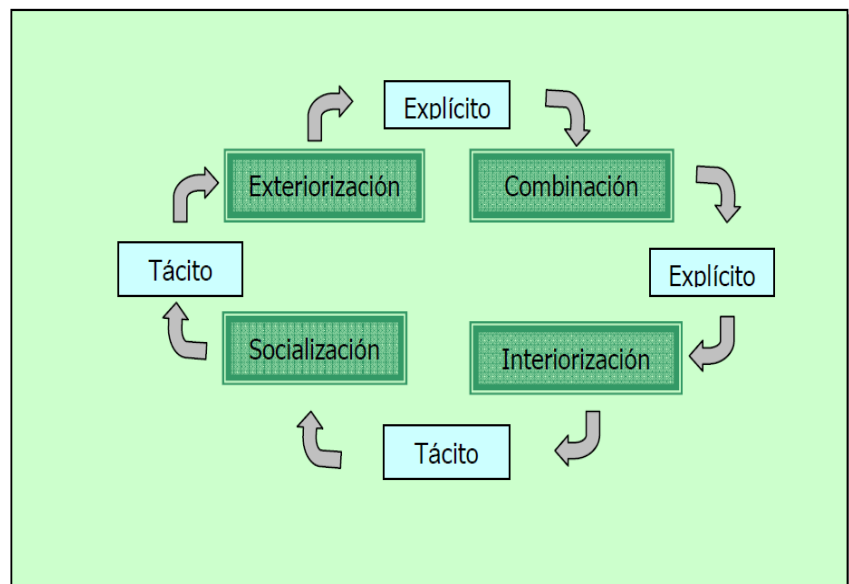 Explícito
Exteriorización
Combinación
Tácito
Explícito
Socialización
Interiorización
Tácito